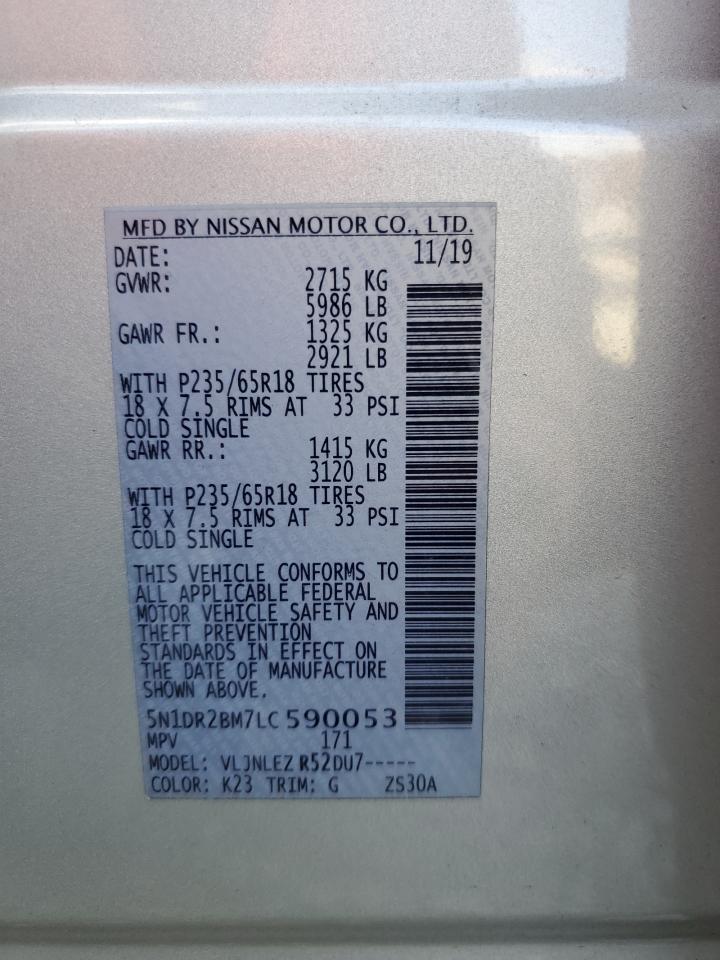 MFD BY NISSAN MOTOR CO., LTD.
DATE: 11/19
GVWR: 2715 KG
5986 LB
GAWR FR.: 1325 KG
2921 LB
WITH P235/65R18 TIRES
18 X 7.5 RIMS AT 33 PSI
COLD SINGLE
GAWR RR.: 1415 KG
3120 LB
WITH P235/65R18 TIRES
18 X 7.5 RIMS AT 33 PSI
COLD SINGLE
THIS VEHICLE CONFORMS TO
ALL APPLICABLE FEDERAL
MOTOR VEHICLE SAFETY AND
THEFT PREVENTION
STANDARDS IN EFFECT ON
THE DATE OF MANUFACTURE
SHOWN ABOVE.
5N1DR2BM7LC590053
MPV 171
MODEL: VLJNLEZ R52DU7-----
COLOR: K23 TRIM: G ZS30A